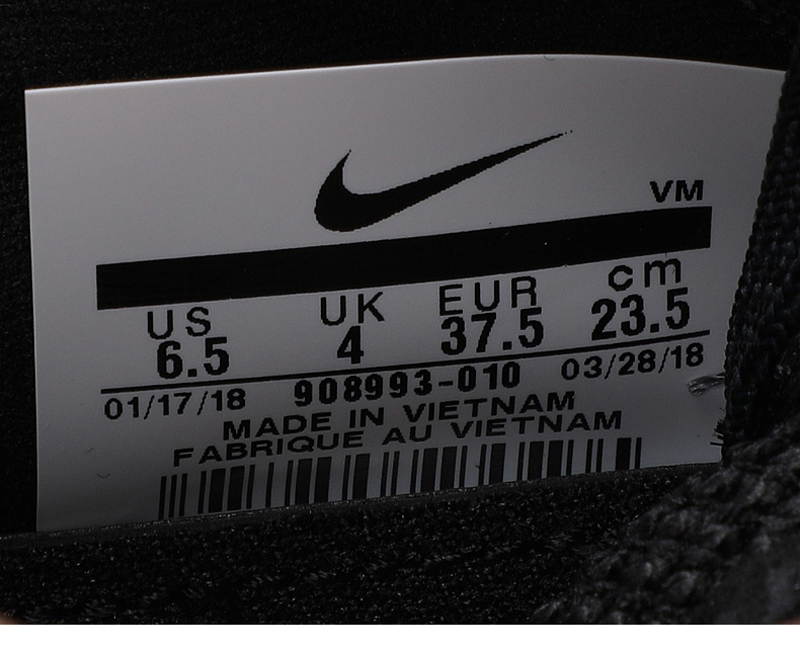 VM
US UK EUR cm
6.5 4 37.5 23.5
01/17/18 908993-010 03/28/18
MADE IN VIETNAM
FABRIQUE AU VIETNAM